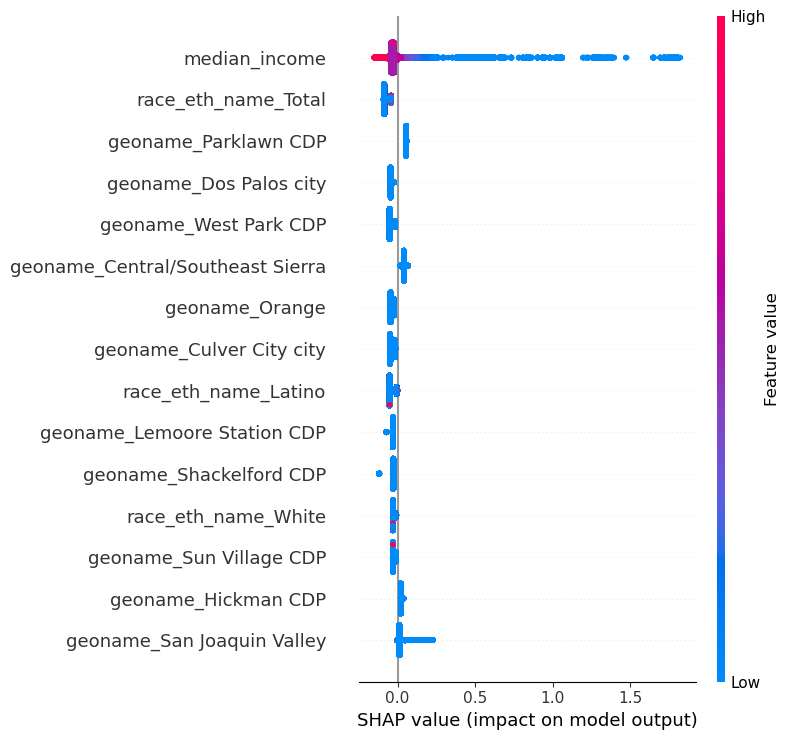 High
median_income
race_eth_name_Total
geoname_Parklawn CDP
geoname_Dos Palos city
geoname_West Park CDP
geoname_Central/Southeast Sierra
geoname_Orange
geoname_Culver City city
race_eth_name_Latino
geoname_Lemoore Station CDP
geoname_Shackelford CDP
race_eth_name_White
geoname_Sun Village CDP
geoname_Hickman CDP
geoname_San Joaquin Valley
Feature value
Low
0.0 0.5 1.0 1.5
SHAP value (impact on model output)